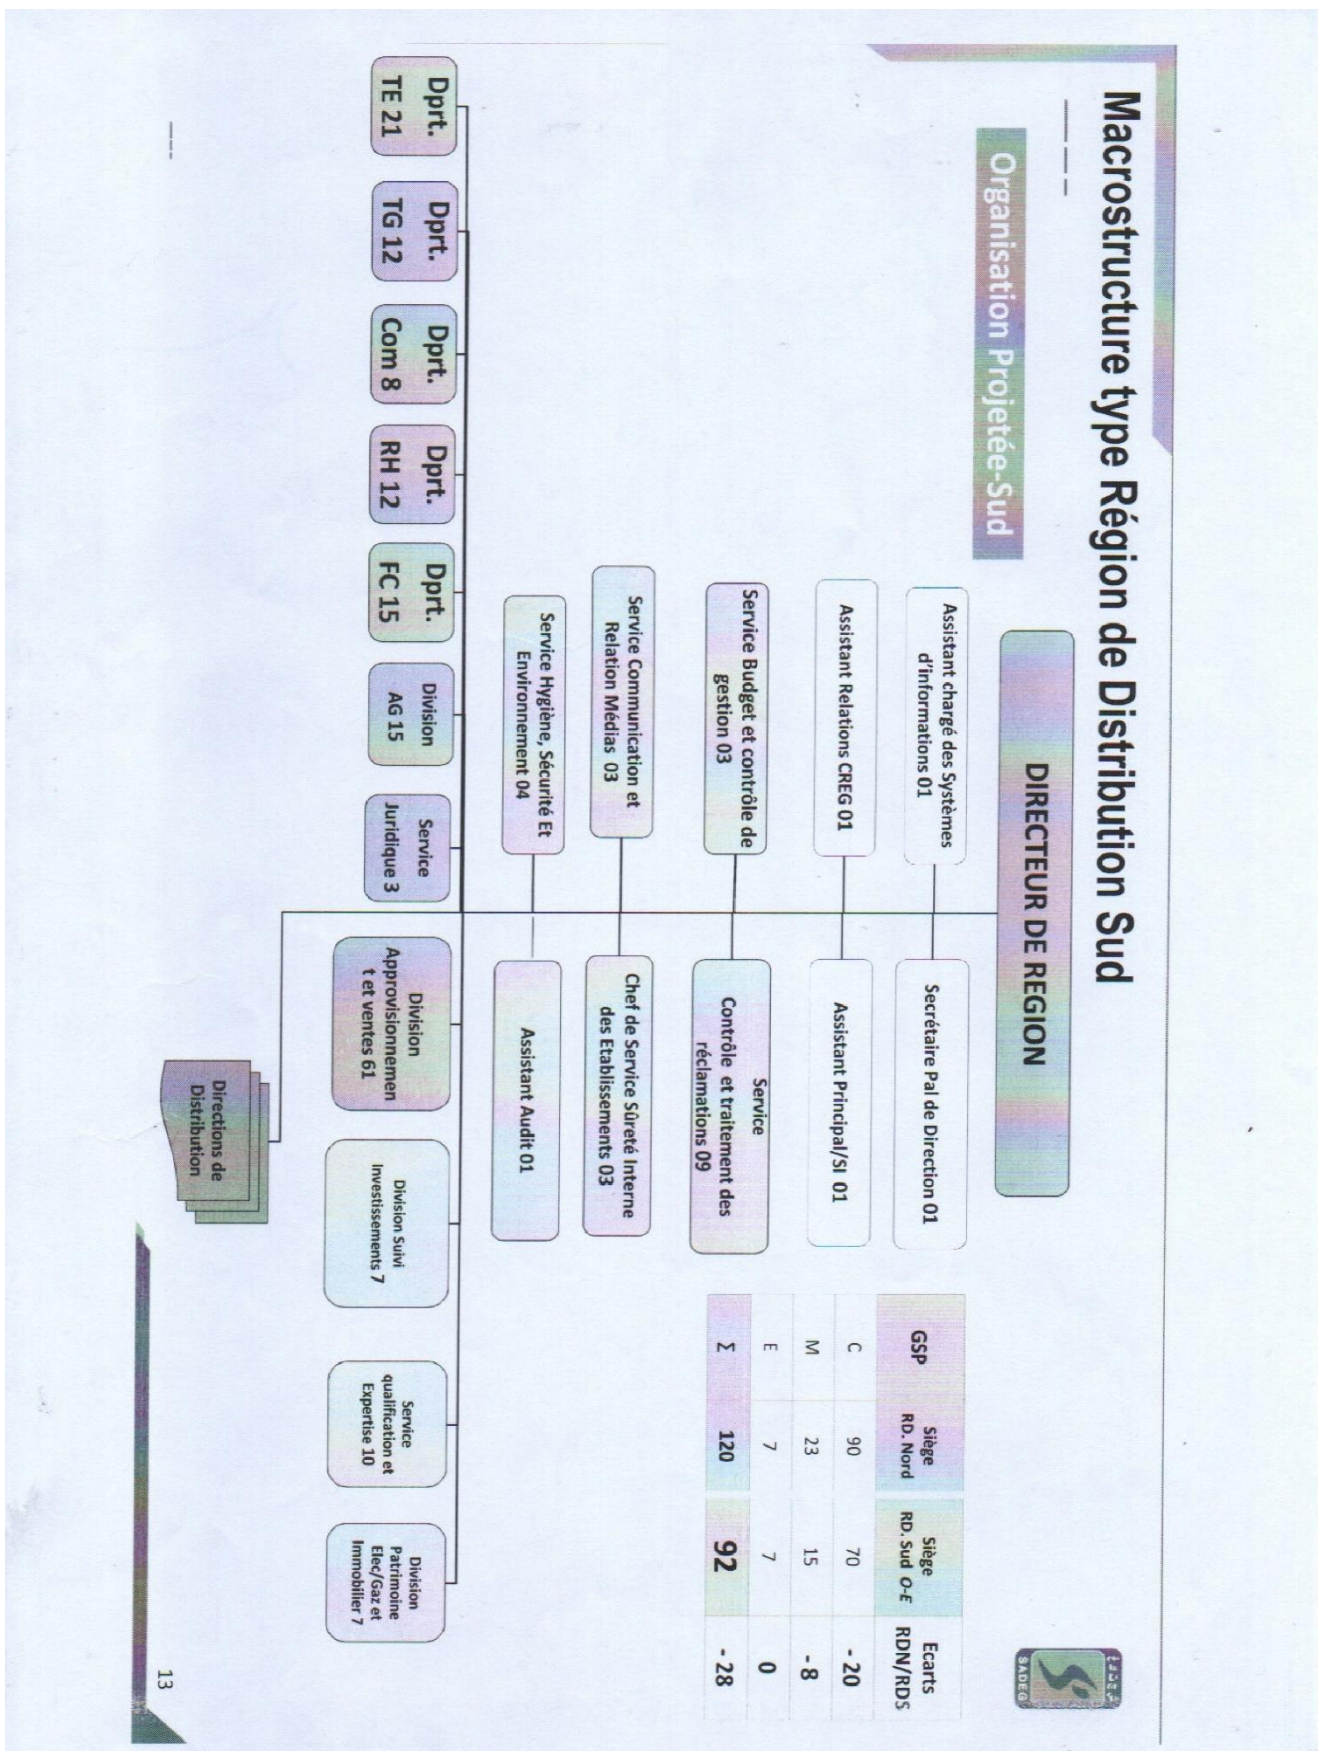 Macrostructure type Région de Distribution Sud
Organisation Projetée-Sud
SADEG
DIRECTEUR DE REGION
Assistant chargé des Systèmes
d'informations 01
Secrétaire Pal de Direction 01
Assistant Relations CREG 01
Assistant Principal/SI 01
Service Budget et contrôle de
gestion 03
Service
Contrôle et traitement des
réclamations 09
Service Communication et
Relation Médias 03
Chef de Service Sûreté Interne
des Etablissements 03
Service Hygiène, Sécurité Et
Environnement 04
Assistant Audit 01
GSP Siège RD. Nord Siège RD. Sud O-E Ecarts RDN/RDS
C 90 70 - 20
M 23 15 - 8
E 7 7 0
Σ 120 92 - 28
Dprt.
TE 21
Dprt.
TG 12
Dprt.
Com 8
Dprt.
RH 12
Dprt.
FC 15
Division
AG 15
Service
Juridique 3
Division
Approvisionnemen
t et ventes 61
Division Suivi
Investissements 7
Service
qualification et
Expertise 10
Division
Patrimoine
Elec/Gaz et
Immobilier 7
Directions de
Distribution
13